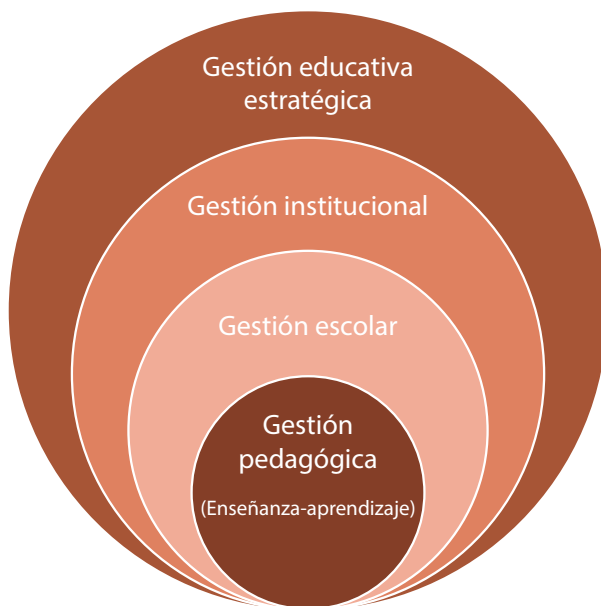 Gestión educativa
estratégica
Gestión institucional
Gestión escolar
Gestión
pedagógica
(Enseñanza-aprendizaje)